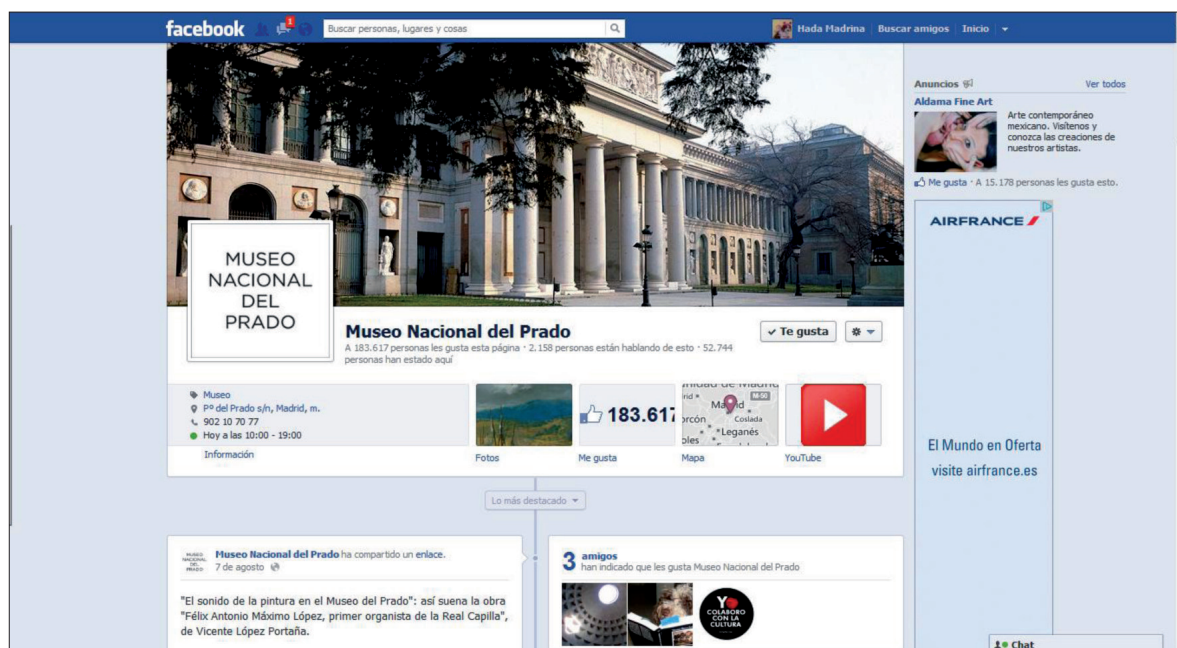 facebook
1
Buscar personas, lugares y cosas
Hada Madrina
Buscar amigos
Inicio
MUSEO
NACIONAL
DEL
PRADO
Museo Nacional del Prado
A 183.617 personas les gusta esta página · 2.158 personas están hablando de esto · 52.744
personas han estado aquí
Te gusta
Museo
Pº del Prado s/n, Madrid, m.
902 10 70 77
Hoy a las 10:00 - 19:00
Información
Fotos
183.617
Me gusta
Madrid
M-50
Coslada
Leganés
Mapa
YouTube
Lo más destacado
MUSEO
NACIONAL
DEL
PRADO
Museo Nacional del Prado ha compartido un enlace.
7 de agosto
"El sonido de la pintura en el Museo del Prado": así suena la obra
"Félix Antonio Máximo López, primer organista de la Real Capilla",
de Vicente López Portaña.
3 amigos
han indicado que les gusta Museo Nacional del Prado
YO
COLABORO
CON LA
CULTURA
Anuncios
Ver todos
Aldama Fine Art
Arte contemporáneo
mexicano. Visítenos y
conozca las creaciones de
nuestros artistas.
Me gusta · A 15.178 personas les gusta esto.
AIRFRANCE
El Mundo en Oferta
visite airfrance.es
Chat